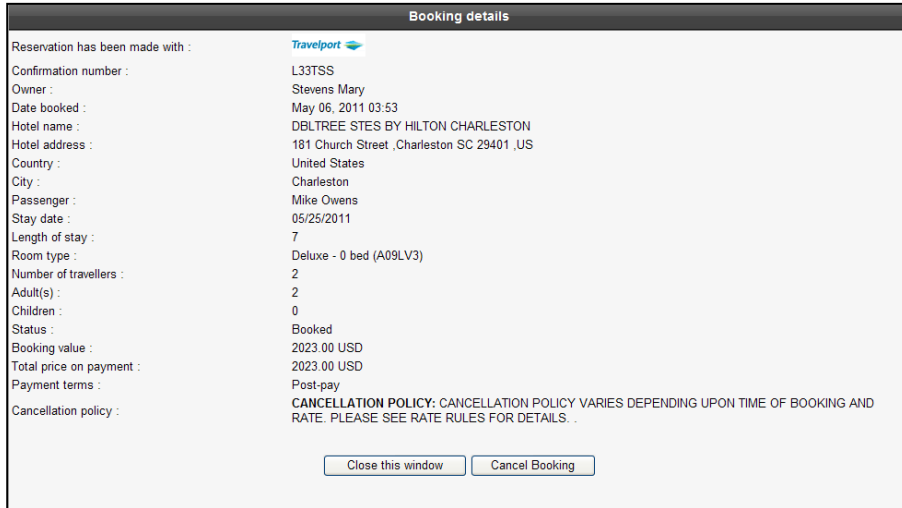 Booking details
Reservation has been made with : Travelport
Confirmation number : L33TSS
Owner : Stevens Mary
Date booked : May 06, 2011 03:53
Hotel name : DBLTREE STES BY HILTON CHARLESTON
Hotel address : 181 Church Street ,Charleston SC 29401 ,US
Country : United States
City : Charleston
Passenger : Mike Owens
Stay date : 05/25/2011
Length of stay : 7
Room type : Deluxe - 0 bed (A09LV3)
Number of travellers : 2
Adult(s) : 2
Children : 0
Status : Booked
Booking value : 2023.00 USD
Total price on payment : 2023.00 USD
Payment terms : Post-pay
Cancellation policy : CANCELLATION POLICY: CANCELLATION POLICY VARIES DEPENDING UPON TIME OF BOOKING AND
RATE. PLEASE SEE RATE RULES FOR DETAILS. .
Close this window Cancel Booking